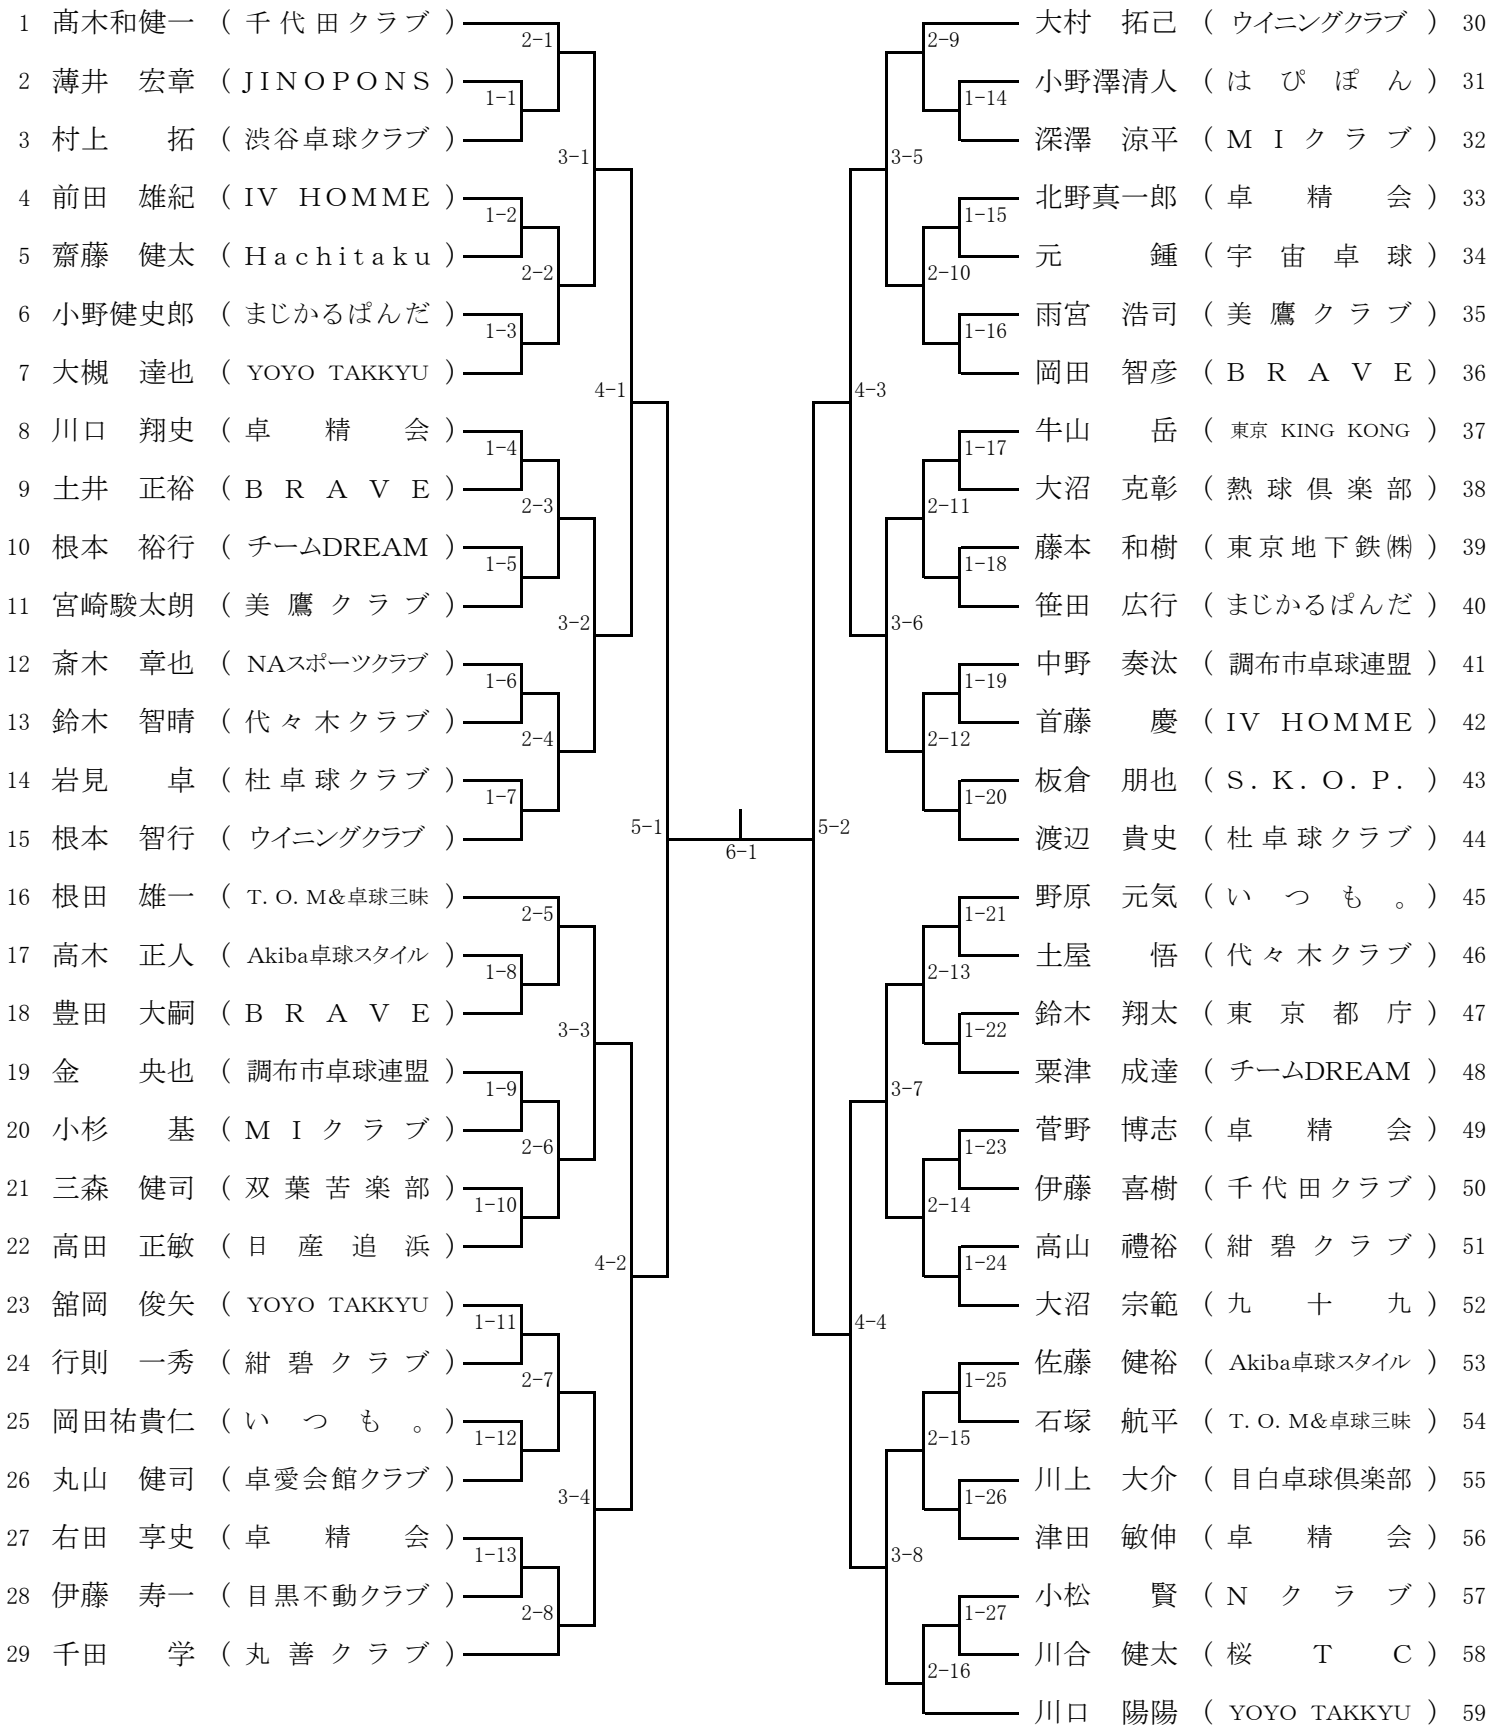 1 髙木和健一 ( 千代田クラブ )
2-1
2 薄井 宏章 ( JINOPONS )
1-1
3 村上 拓 ( 渋谷卓球クラブ )
3-1
4 前田 雄紀 ( IV HOMME )
1-2
5 齋藤 健太 ( Hachitaku )
2-2
6 小野健史郎 ( まじかるぱんだ )
1-3
7 大槻 達也 ( YOYO TAKKYU )
4-1
8 川口 翔史 ( 卓精会 )
1-4
9 土井 正裕 ( BRAVE )
2-3
10 根本 裕行 ( チームDREAM )
1-5
11 宮崎駿太朗 ( 美鷹クラブ )
3-2
12 斎木 章也 ( NAスポーツクラブ )
1-6
13 鈴木 智晴 ( 代々木クラブ )
2-4
14 岩見 卓 ( 杜卓球クラブ )
1-7
15 根本 智行 ( ウイニングクラブ )
5-1
16 根田 雄一 ( T.O.M&卓球三昧 )
2-5
17 高木 正人 ( Akiba卓球スタイル )
1-8
18 豊田 大嗣 ( BRAVE )
3-3
19 金 央也 ( 調布市卓球連盟 )
1-9
20 小杉 基 ( MIクラブ )
2-6
21 三森 健司 ( 双葉苦楽部 )
1-10
22 高田 正敏 ( 日産追浜 )
4-2
23 舘岡 俊矢 ( YOYO TAKKYU )
1-11
24 行則 一秀 ( 紺碧クラブ )
2-7
25 岡田祐貴仁 ( いつも。 )
1-12
26 丸山 健司 ( 卓愛会館クラブ )
3-4
27 右田 享史 ( 卓精会 )
1-13
28 伊藤 寿一 ( 目黒不動クラブ )
2-8
29 千田 学 ( 丸善クラブ )
6-1
大村 拓己 ( ウイニングクラブ ) 30
2-9
小野澤清人 ( はぴぽん ) 31
1-14
深澤 涼平 ( MIクラブ ) 32
3-5
北野真一郎 ( 卓精会 ) 33
1-15
元 鍾 ( 宇宙卓球 ) 34
2-10
雨宮 浩司 ( 美鷹クラブ ) 35
1-16
岡田 智彦 ( BRAVE ) 36
4-3
牛山 岳 ( 東京 KING KONG ) 37
1-17
大沼 克彰 ( 熱球倶楽部 ) 38
2-11
藤本 和樹 ( 東京地下鉄㈱ ) 39
1-18
笹田 広行 ( まじかるぱんだ ) 40
3-6
中野 奏汰 ( 調布市卓球連盟 ) 41
1-19
首藤 慶 ( IV HOMME ) 42
2-12
板倉 朋也 ( S.K.O.P. ) 43
1-20
渡辺 貴史 ( 杜卓球クラブ ) 44
5-2
野原 元気 ( いつも。 ) 45
1-21
土屋 悟 ( 代々木クラブ ) 46
2-13
鈴木 翔太 ( 東京都庁 ) 47
1-22
粟津 成達 ( チームDREAM ) 48
3-7
菅野 博志 ( 卓精会 ) 49
1-23
伊藤 喜樹 ( 千代田クラブ ) 50
2-14
高山 禮裕 ( 紺碧クラブ ) 51
1-24
大沼 宗範 ( 九十九 ) 52
4-4
佐藤 健裕 ( Akiba卓球スタイル ) 53
1-25
石塚 航平 ( T.O.M&卓球三昧 ) 54
2-15
川上 大介 ( 目白卓球倶楽部 ) 55
1-26
津田 敏伸 ( 卓精会 ) 56
3-8
小松 賢 ( Nクラブ ) 57
1-27
川合 健太 ( 桜TC ) 58
2-16
川口 陽陽 ( YOYO TAKKYU ) 59